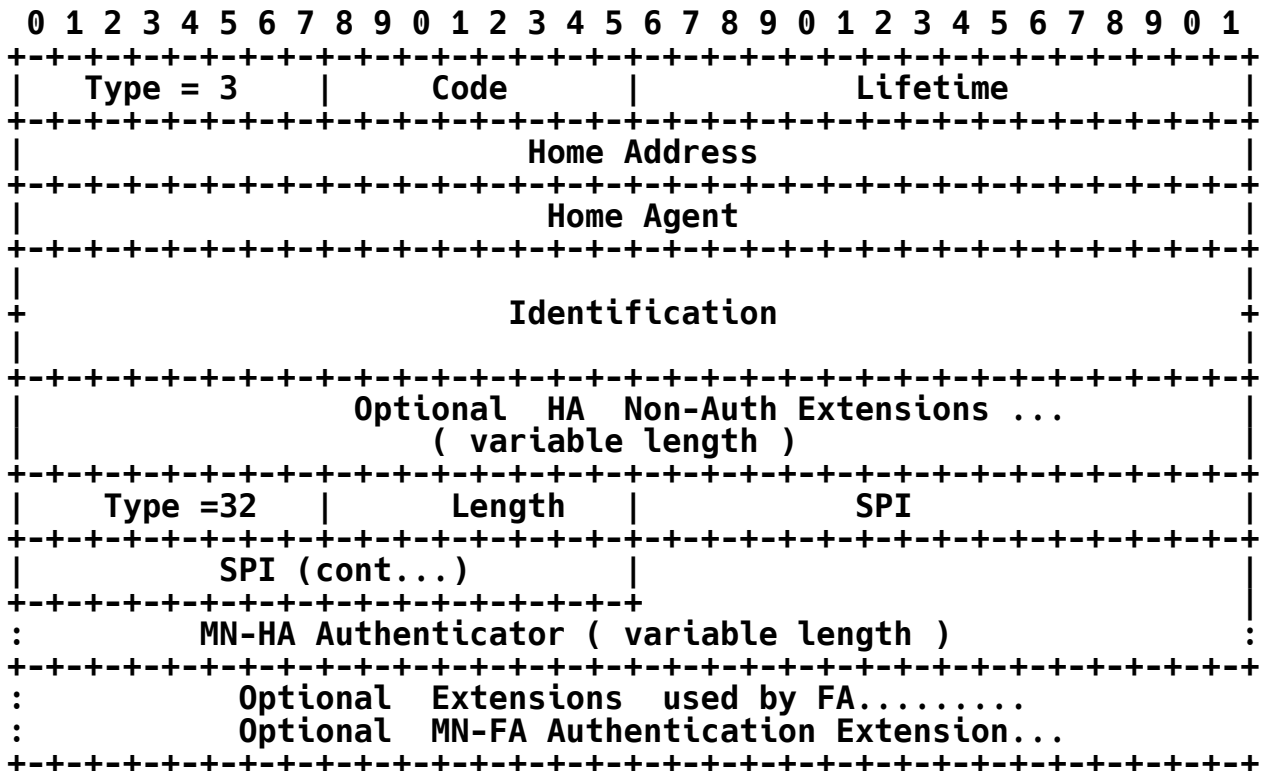 0 1 2 3 4 5 6 7 8 9 0 1 2 3 4 5 6 7 8 9 0 1 2 3 4 5 6 7 8 9 0 1
+-+-+-+-+-+-+-+-+-+-+-+-+-+-+-+-+-+-+-+-+-+-+-+-+-+-+-+-+-+-+-+-+
|   Type = 3    |     Code      |           Lifetime            |
+-+-+-+-+-+-+-+-+-+-+-+-+-+-+-+-+-+-+-+-+-+-+-+-+-+-+-+-+-+-+-+-+
|                          Home Address                         |
+-+-+-+-+-+-+-+-+-+-+-+-+-+-+-+-+-+-+-+-+-+-+-+-+-+-+-+-+-+-+-+-+
|                           Home Agent                          |
+-+-+-+-+-+-+-+-+-+-+-+-+-+-+-+-+-+-+-+-+-+-+-+-+-+-+-+-+-+-+-+-+
|                                                               |
+                         Identification                        +
|                                                               |
+-+-+-+-+-+-+-+-+-+-+-+-+-+-+-+-+-+-+-+-+-+-+-+-+-+-+-+-+-+-+-+-+
|                 Optional  HA  Non-Auth Extensions ...         |
|                     ( variable length )                       |
+-+-+-+-+-+-+-+-+-+-+-+-+-+-+-+-+-+-+-+-+-+-+-+-+-+-+-+-+-+-+-+-+
|    Type =32   |      Length   |           SPI                 |
+-+-+-+-+-+-+-+-+-+-+-+-+-+-+-+-+-+-+-+-+-+-+-+-+-+-+-+-+-+-+-+-+
|          SPI (cont...)        |                               |
+-+-+-+-+-+-+-+-+-+-+-+-+-+-+-+-+                               |
:         MN-HA Authenticator ( variable length )               :
+-+-+-+-+-+-+-+-+-+-+-+-+-+-+-+-+-+-+-+-+-+-+-+-+-+-+-+-+-+-+-+-+
:           Optional  Extensions  used by FA.........
:           Optional  MN-FA Authentication Extension...
+-+-+-+-+-+-+-+-+-+-+-+-+-+-+-+-+-+-+-+-+-+-+-+-+-+-+-+-+-+-+-+-+